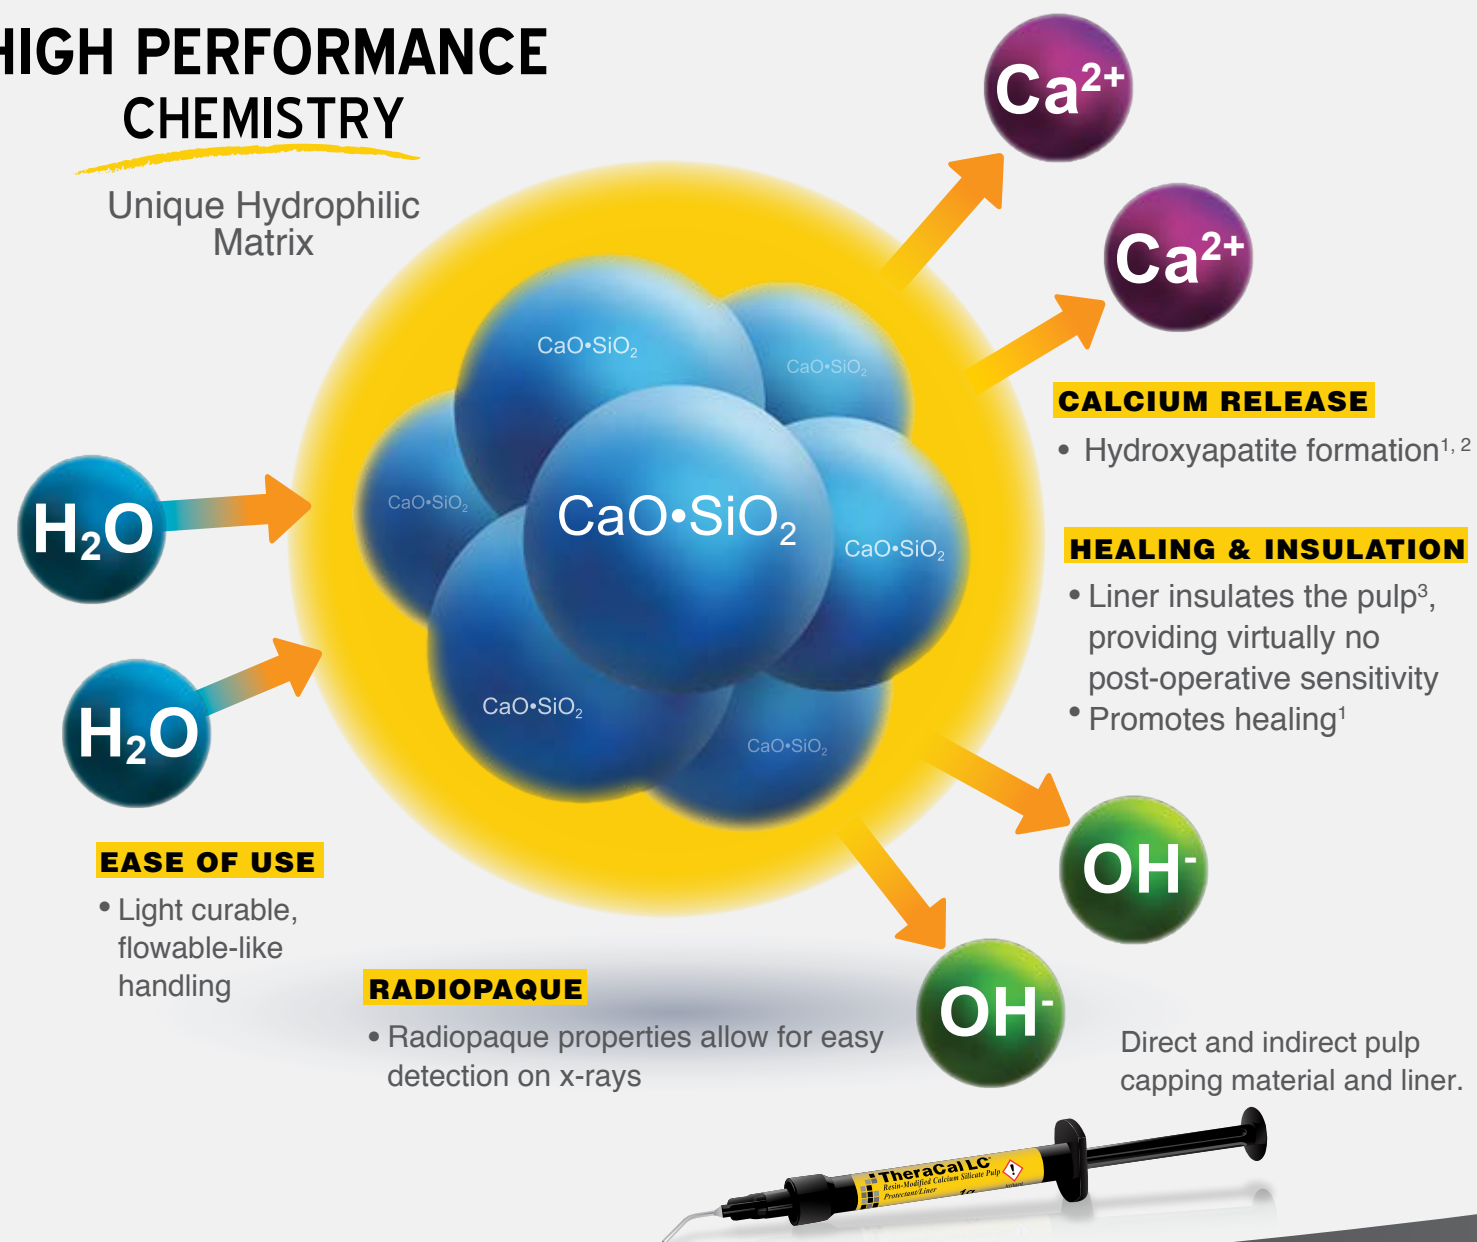 HIGH PERFORMANCE
CHEMISTRY
Unique Hydrophilic
Matrix
Ca²⁺
Ca²⁺
CaO•SiO₂
CaO•SiO₂
CaO•SiO₂
CaO•SiO₂
CaO•SiO₂
CaO•SiO₂
CaO•SiO₂
H₂O
H₂O
CALCIUM RELEASE
• Hydroxyapatite formation¹, ²
HEALING & INSULATION
• Liner insulates the pulp³,
providing virtually no
post-operative sensitivity
• Promotes healing¹
OH⁻
OH⁻
EASE OF USE
• Light curable,
flowable-like
handling
RADIOPAQUE
• Radiopaque properties allow for easy
detection on x-rays
Direct and indirect pulp
capping material and liner.
TheraCal LC
Resin-Modified Calcium Silicate Pulp
Protectant/Liner
1g